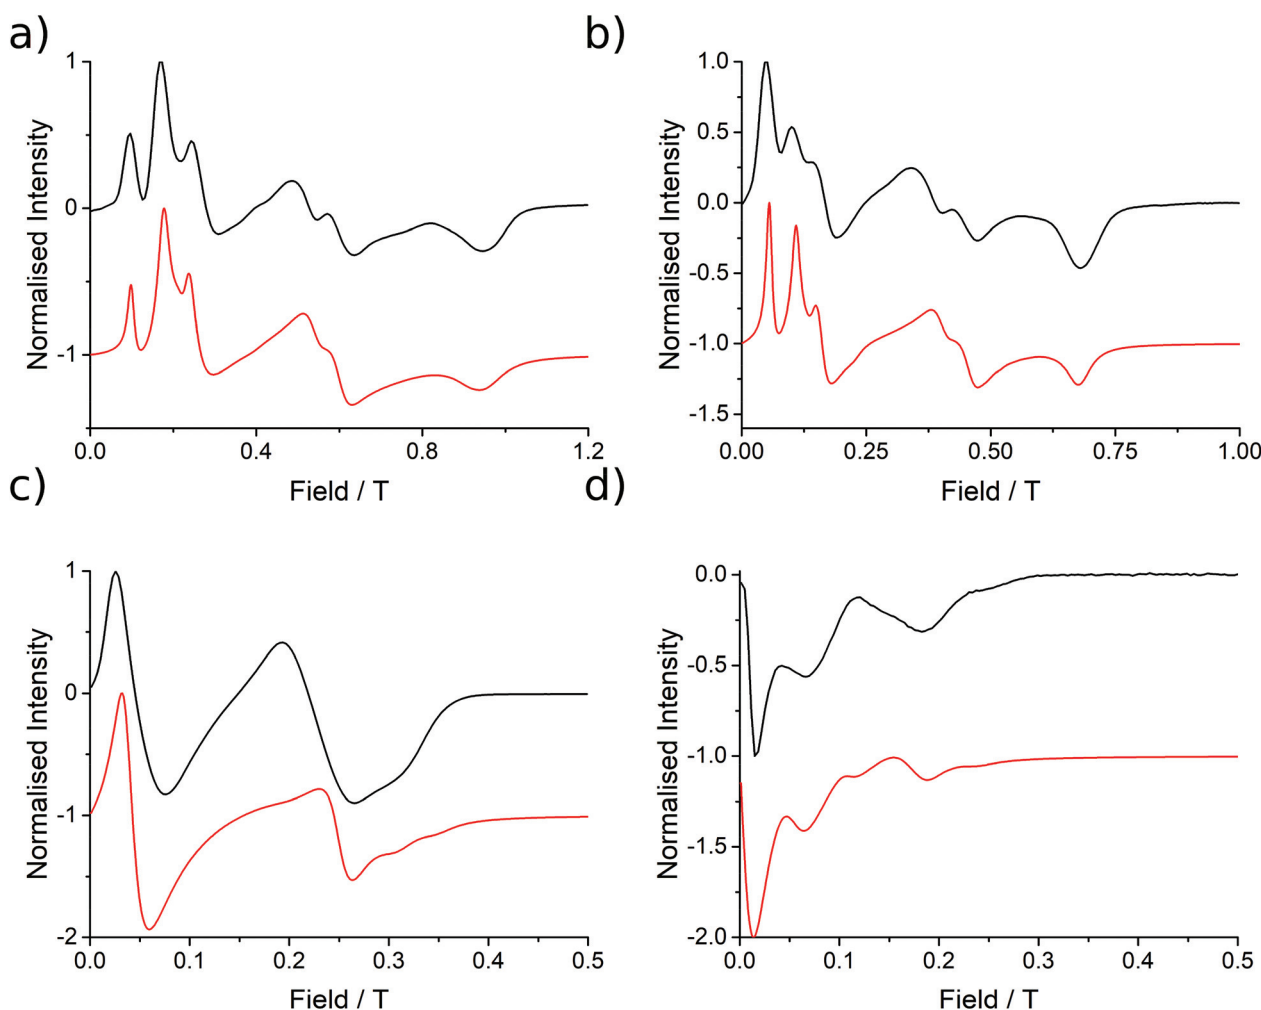 a)
1
0
-1
Normalised Intensity
0.0 0.4 0.8 1.2
Field / T
b)
1.0
0.5
0.0
-0.5
-1.0
-1.5
Normalised Intensity
0.00 0.25 0.50 0.75 1.00
Field / T
c)
1
0
-1
-2
Normalised Intensity
0.0 0.1 0.2 0.3 0.4 0.5
Field / T
d)
0.0
-0.5
-1.0
-1.5
-2.0
Normalised Intensity
0.0 0.1 0.2 0.3 0.4 0.5
Field / T